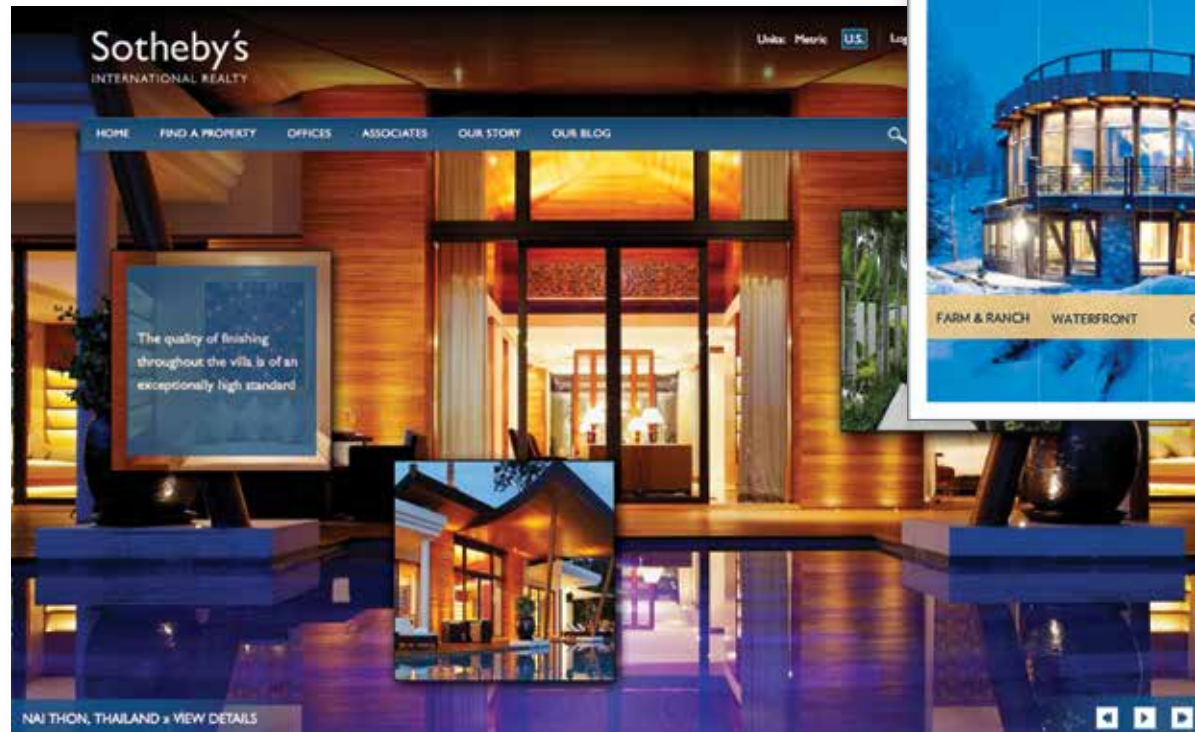 Sotheby's
INTERNATIONAL REALTY
Units: Metric U.S.
HOME FIND A PROPERTY OFFICES ASSOCIATES OUR STORY OUR BLOG
The quality of finishing
throughout the villa is of an
exceptionally high standard
FARM & RANCH WATERFRONT
NAI THON, THAILAND » VIEW DETAILS